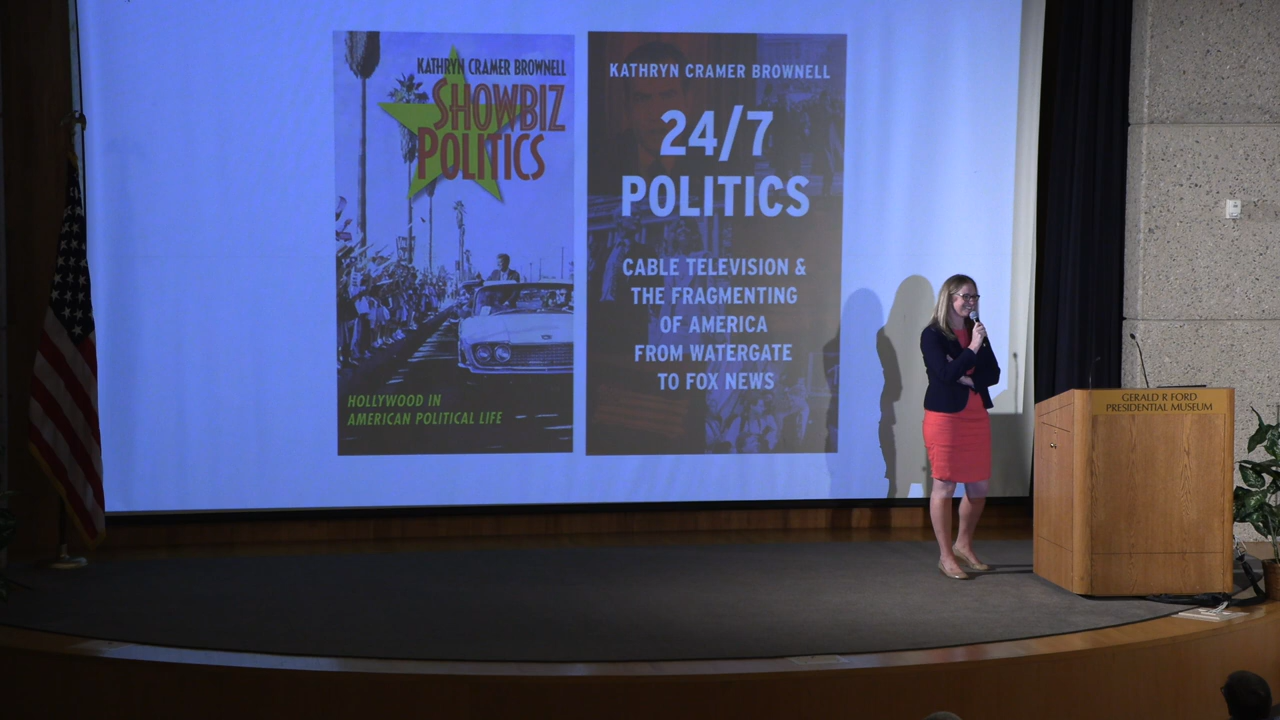 KATHRYN CRAMER BROWNELL
SHOWBIZ
POLITICS
HOLLYWOOD IN
AMERICAN POLITICAL LIFE
KATHRYN CRAMER BROWNELL
24/7
POLITICS
CABLE TELEVISION &
THE FRAGMENTING
OF AMERICA
FROM WATERGATE
TO FOX NEWS
GERALD R FORD
PRESIDENTIAL MUSEUM